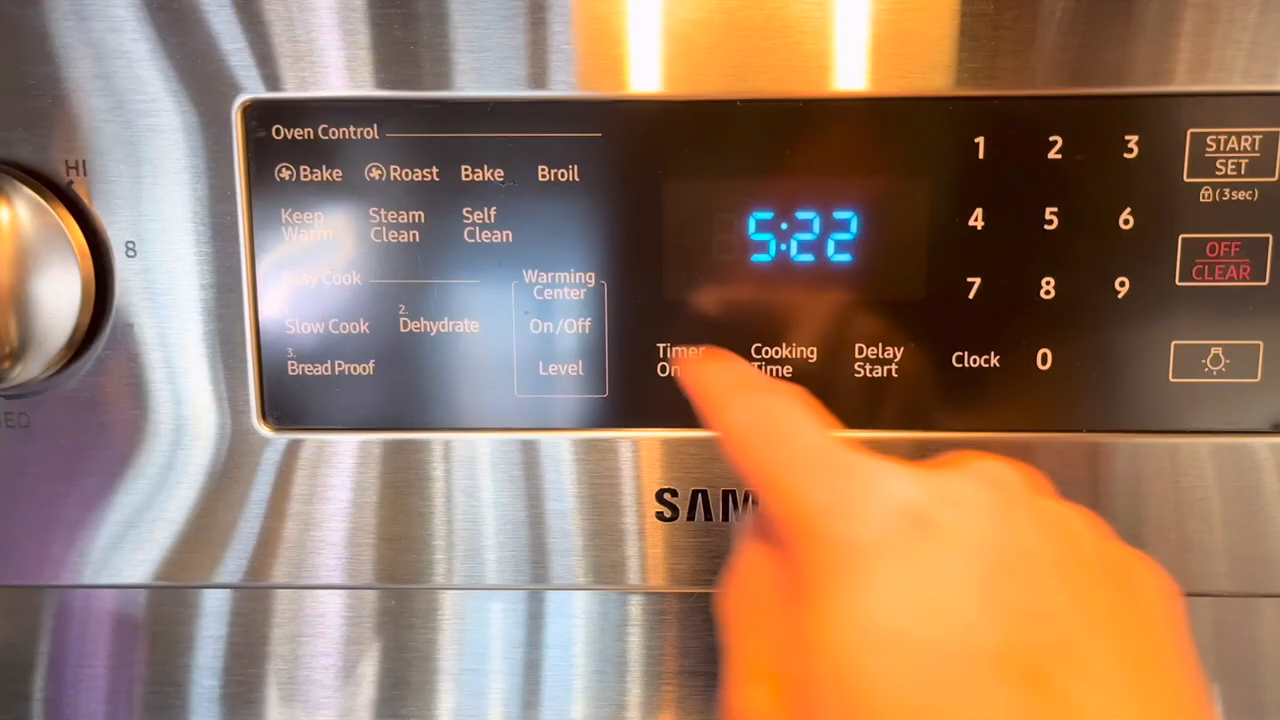 HI
8
Oven Control
Bake Roast Bake Broil
Keep Steam Self
Warm Clean Clean
Cook
Warming
Center
Slow Cook
2.
Dehydrate
On/Off
3.
Bread Proof
Level
5:22
Timer
Cooking
Time
Delay
Start
Clock
1 2 3
4 5 6
7 8 9
0
START
SET
(3sec)
OFF
CLEAR